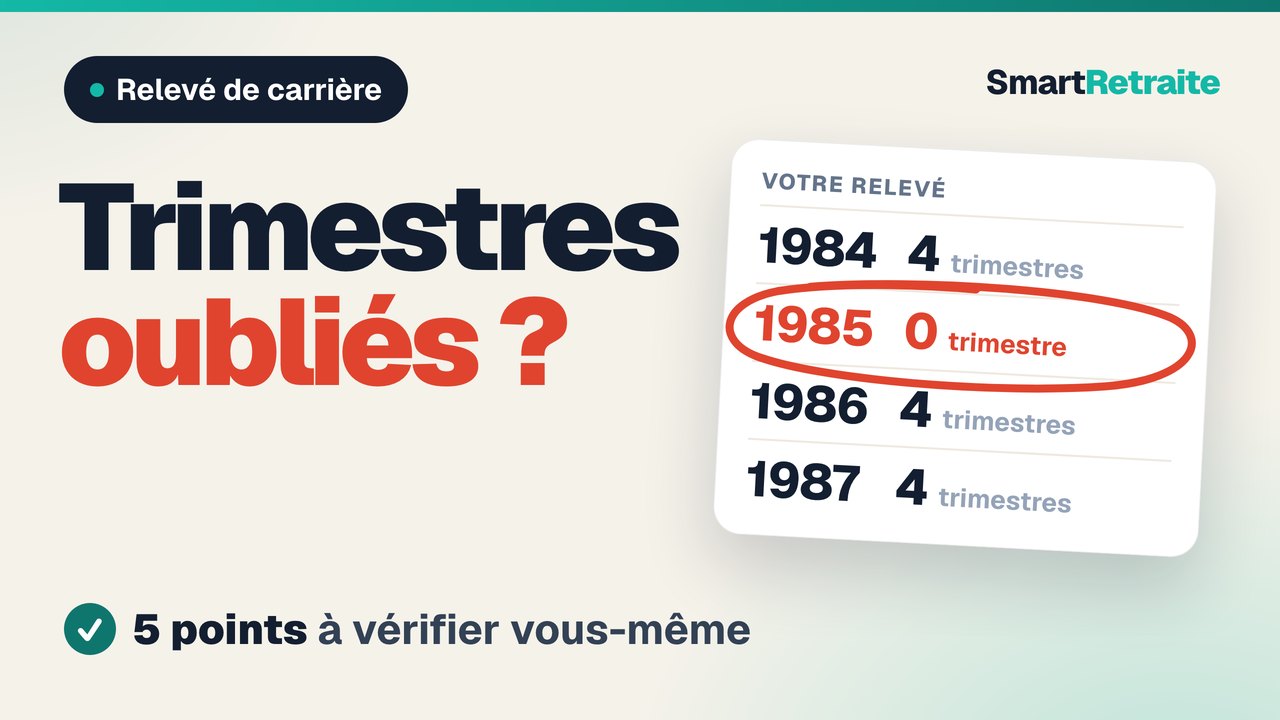 Relevé de carrière
SmartRetraite
Trimestres
oubliés ?
VOTRE RELEVÉ
1984 4 trimestres
1985 0 trimestre
1986 4 trimestres
1987 4 trimestres
5 points à vérifier vous-même